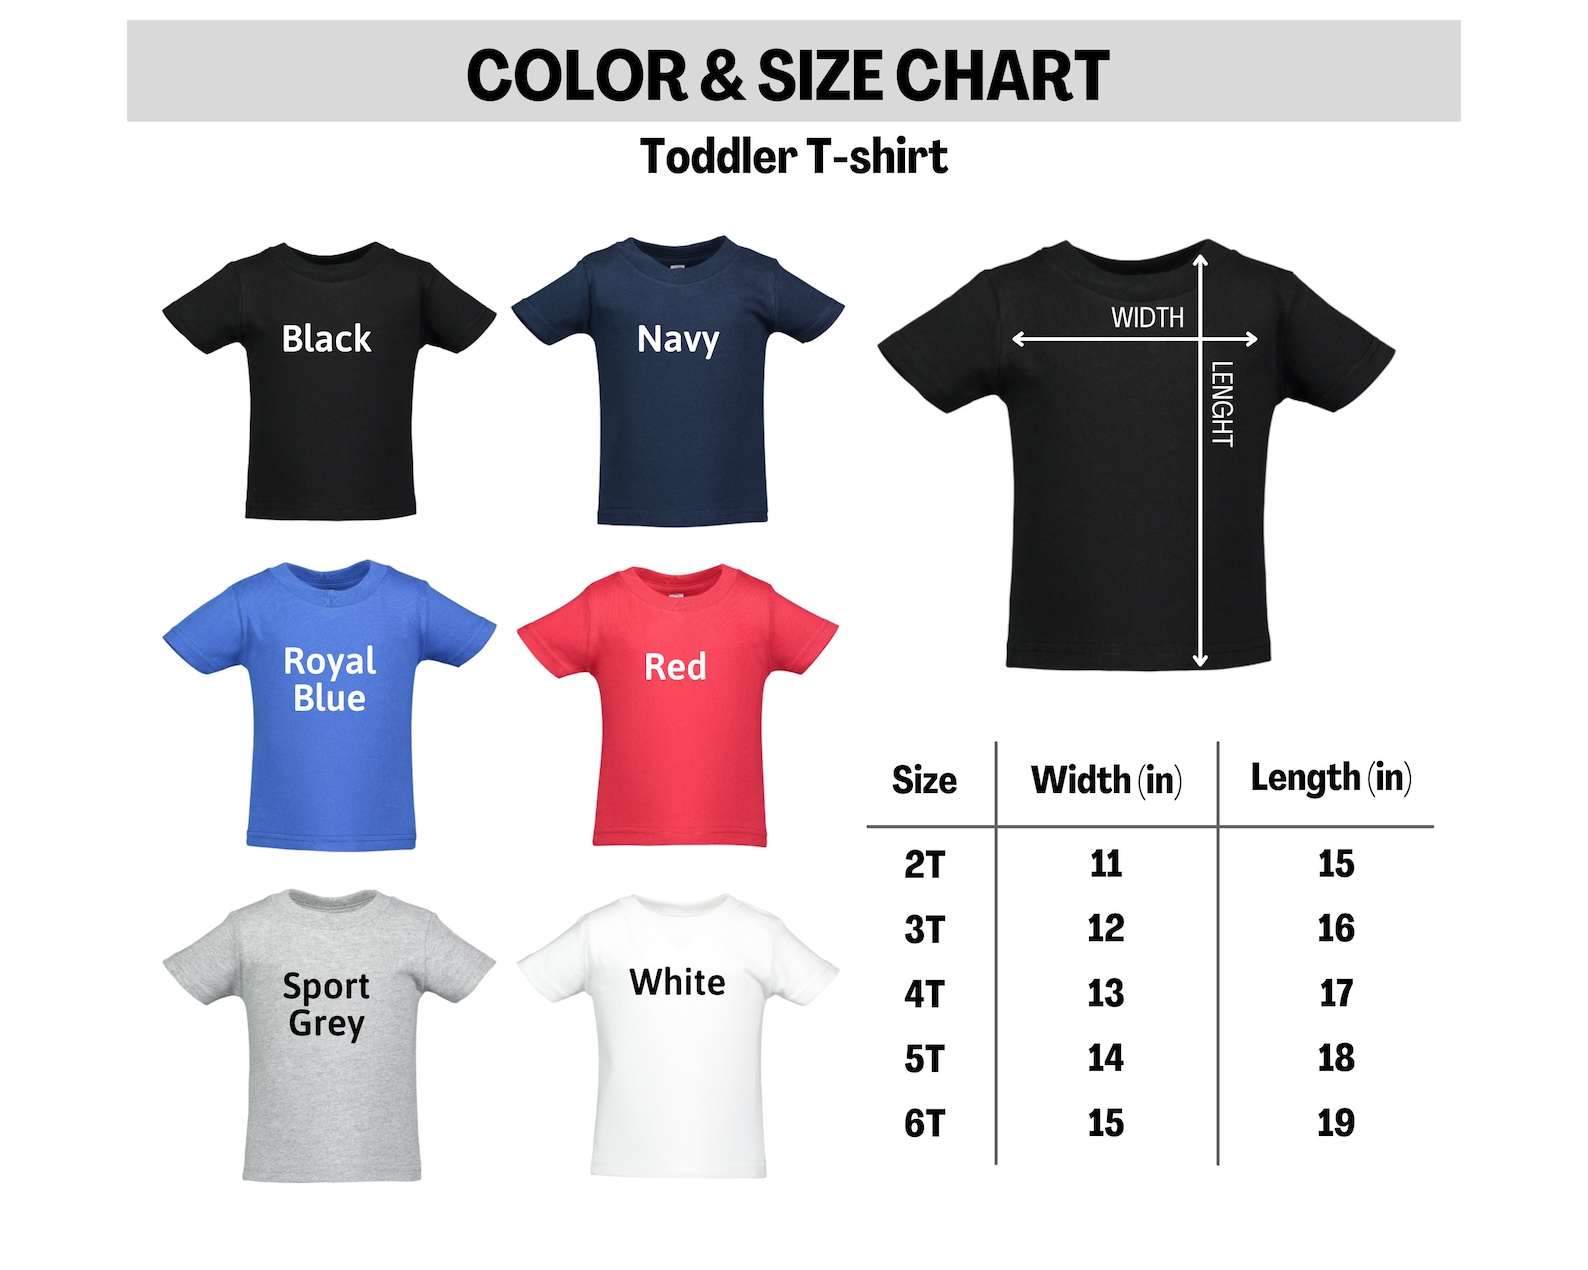 COLOR & SIZE CHART
Toddler T-shirt
Black
Navy
Royal
Blue
Red
Sport
Grey
White
WIDTH
LENGHT
Size Width (in) Length (in)
2T 11 15
3T 12 16
4T 13 17
5T 14 18
6T 15 19